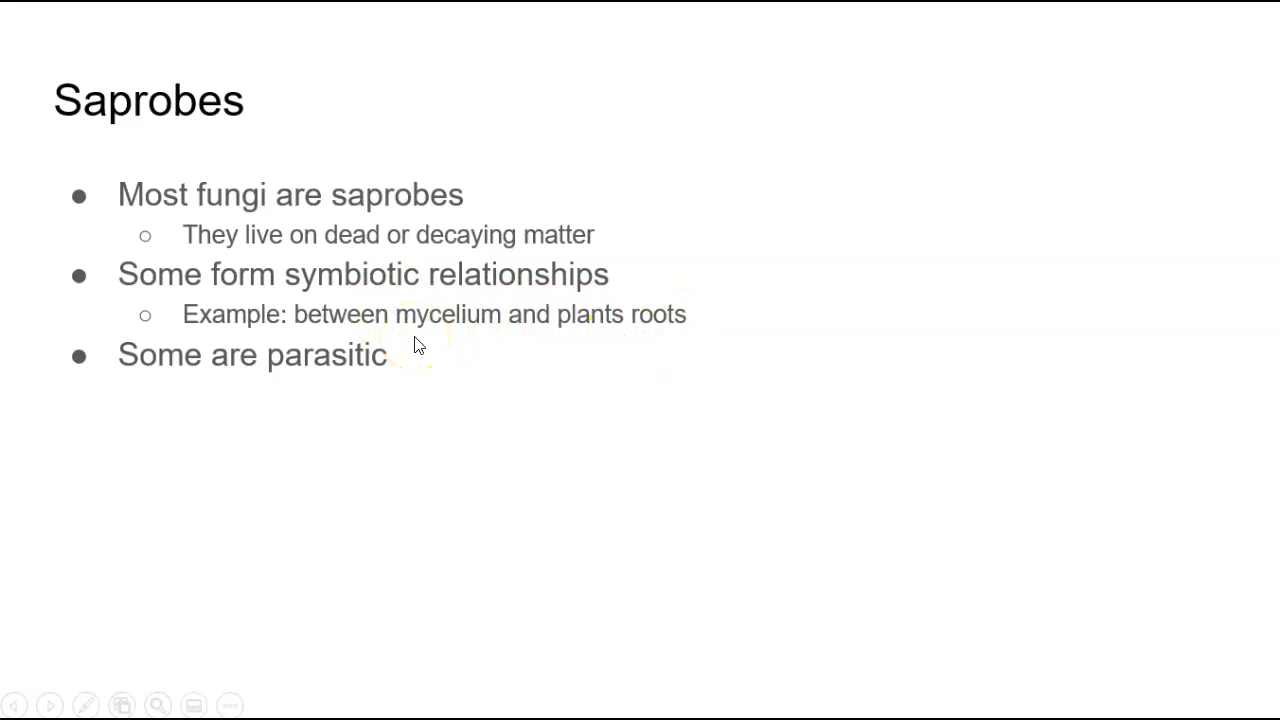 Saprobes
● Most fungi are saprobes
○ They live on dead or decaying matter
● Some form symbiotic relationships
○ Example: between mycelium and plants roots
● Some are parasitic